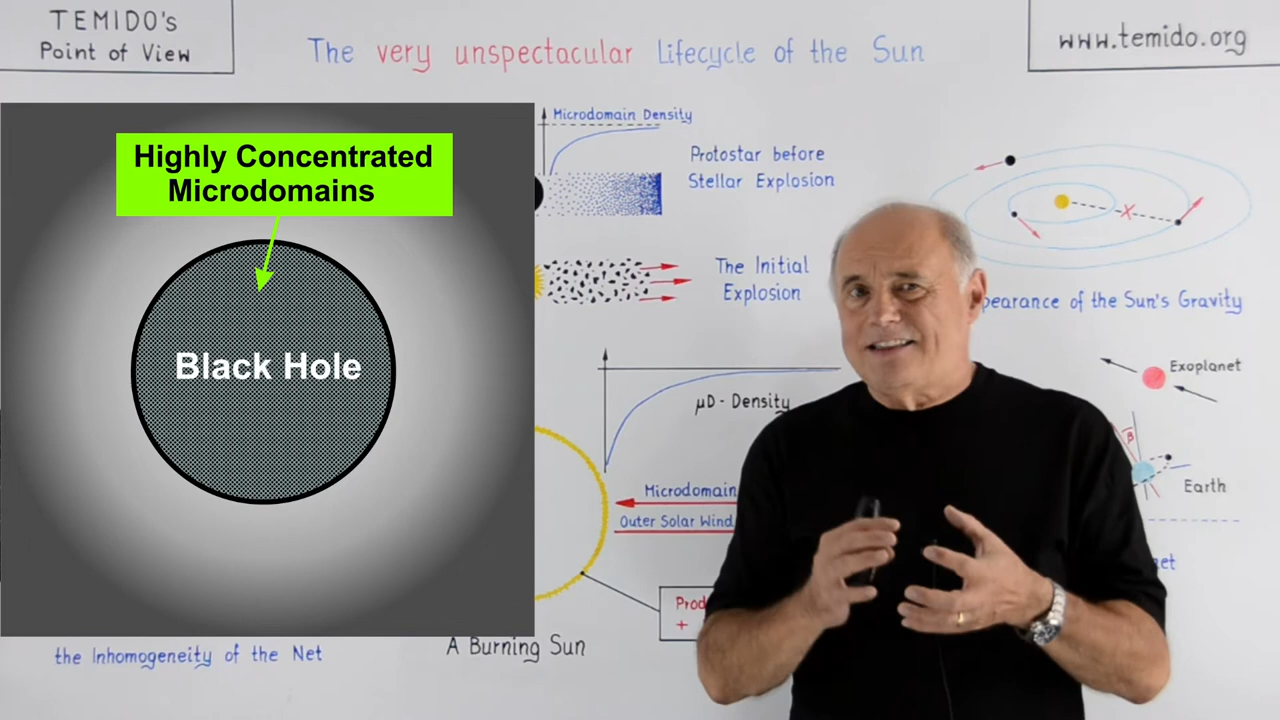 TEMIDO's
Point of View
The very unspectacular Lifecycle of the Sun
www.temido.org
Highly Concentrated
Microdomains
Black Hole
Microdomain Density
Protostar before
Stellar Explosion
The Initial
Explosion
of the Sun's Gravity
μD - Density
Exoplanet
β
Earth
Microdomain
Outer Solar Wind
+
A Burning Sun
the Inhomogeneity of the Net